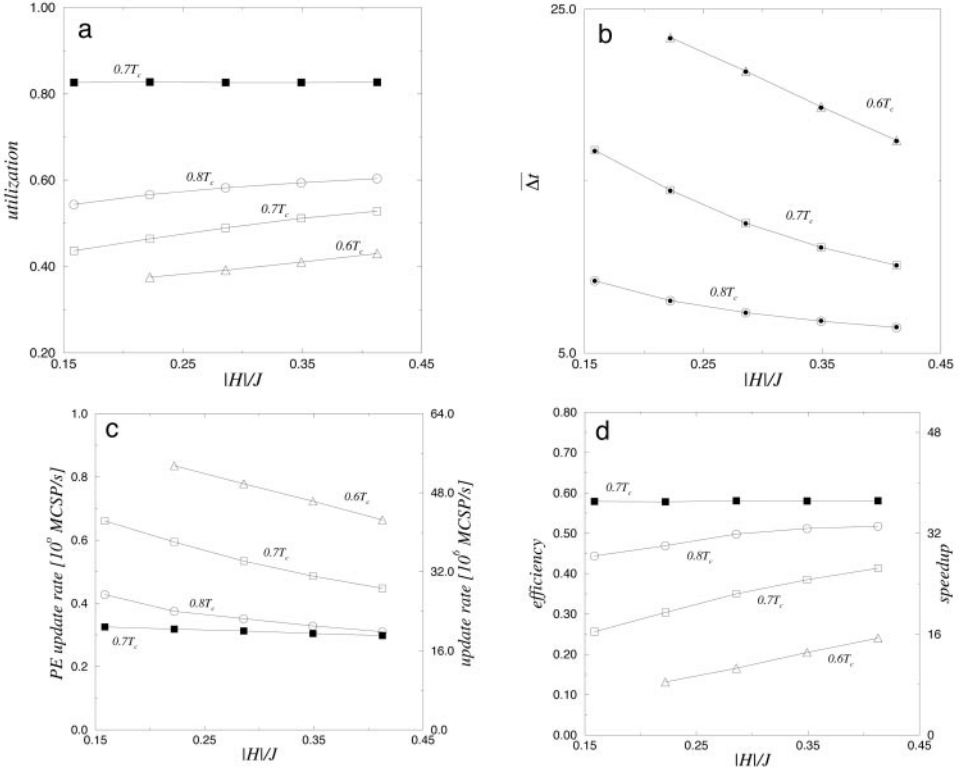 a
1.00
0.80
0.60
0.40
0.20
utilization
0.7T_c
0.8T_c
0.7T_c
0.6T_c
0.15 0.25 0.35 0.45
|H|/J
b
25.0
5.0
Δt
0.6T_c
0.7T_c
0.8T_c
0.15 0.25 0.35 0.45
|H|/J
c
1.0
0.8
0.6
0.4
0.2
0.0
PE update rate [10⁶ MCSP/s]
64.0
48.0
32.0
16.0
0.0
update rate [10⁶ MCSP/s]
0.6T_c
0.7T_c
0.8T_c
0.7T_c
0.15 0.25 0.35 0.45
|H|/J
d
0.80
0.70
0.60
0.50
0.40
0.30
0.20
0.10
0.00
efficiency
48
32
16
0
speedup
0.7T_c
0.8T_c
0.7T_c
0.6T_c
0.15 0.25 0.35 0.45
|H|/J